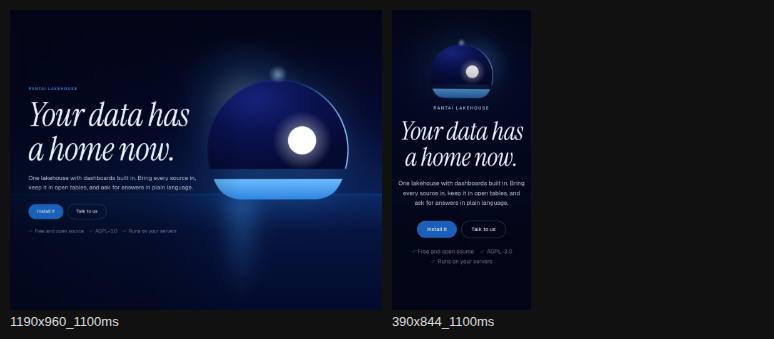 RANTAI LAKEHOUSE
Your data has
a home now.
One lakehouse with dashboards built in. Bring every source in,
keep it in open tables, and ask for answers in plain language.
Install it
Talk to us
✓ Free and open source ✓ AGPL-3.0 ✓ Runs on your servers
1190x960_1100ms
RANTAI LAKEHOUSE
Your data has
a home now.
One lakehouse with dashboards built in. Bring
every source in, keep it in open tables, and
ask for answers in plain language.
Install it
Talk to us
✓ Free and open source ✓ AGPL-3.0
✓ Runs on your servers
390x844_1100ms